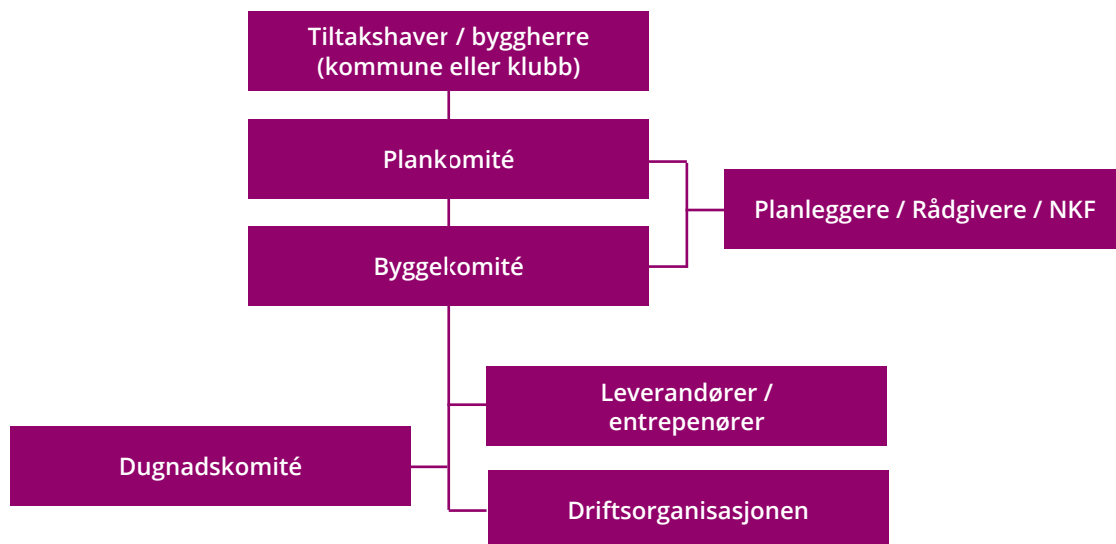 Tiltakshaver / byggherre
(kommune eller klubb)
Plankomité
Planleggere / Rådgivere / NKF
Byggekomité
Leverandører /
entrepenører
Dugnadskomité
Driftsorganisasjonen